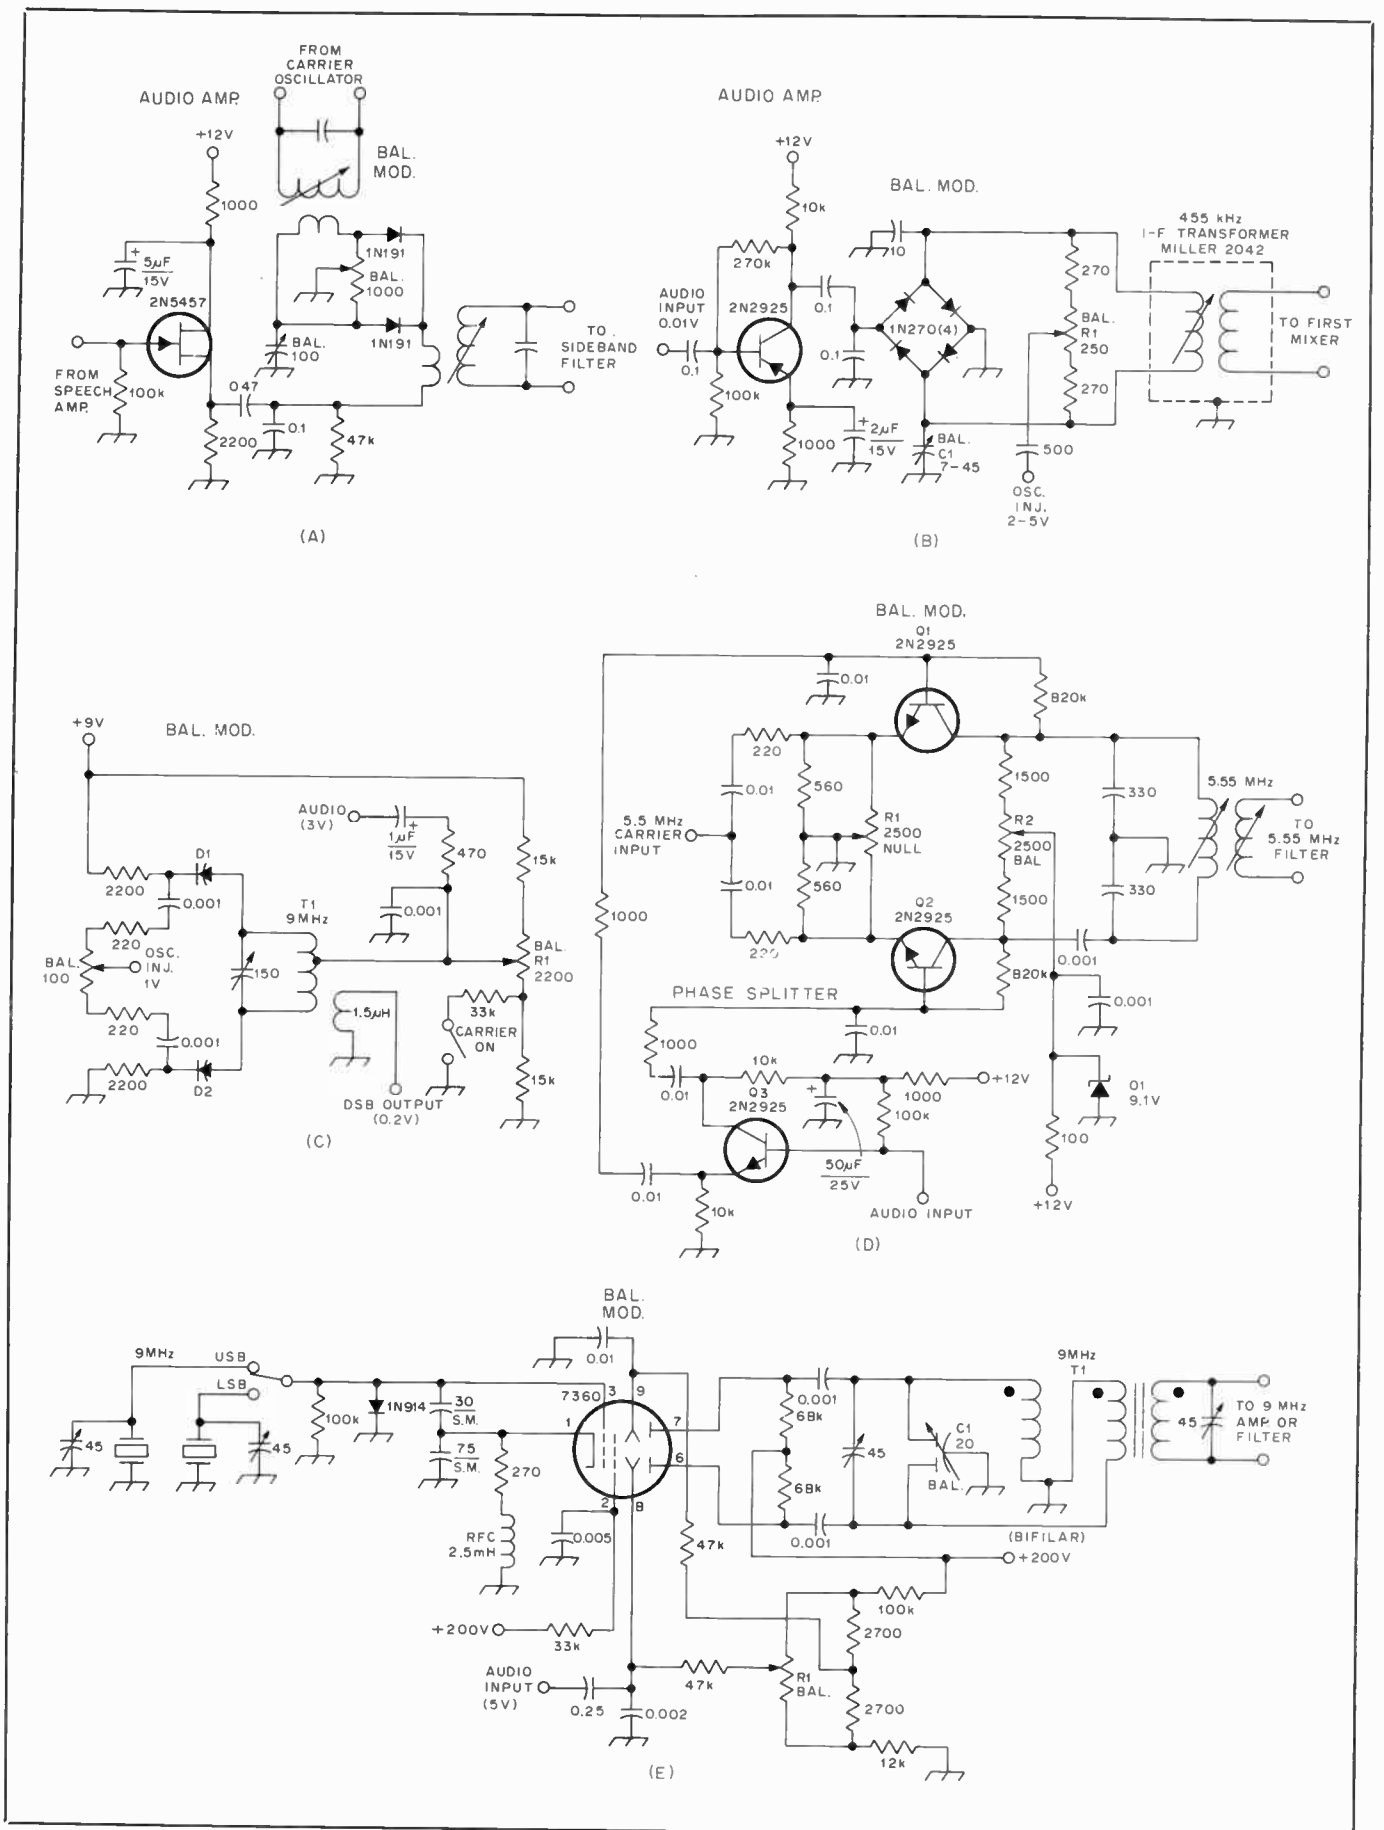 FROM
CARRIER
OSCILLATOR
AUDIO AMP.
+12V
BAL.
MOD.
1000
1N191
5µF
15V
BAL.
1000
2N5457
BAL.
100
1N191
TO
SIDEBAND
FILTER
FROM
SPEECH
AMP.
100k
047
0.1
2200
47k
(A)
AUDIO AMP.
+12V
BAL. MOD.
10k
10
455 kHz
I-F TRANSFORMER
MILLER 2042
270k
270
AUDIO
INPUT
0.01V
2N2925
0.1
1N270(4)
BAL.
R1
250
TO FIRST
MIXER
0.1
0.1
100k
270
1000
+
2µF
15V
BAL.
C1
7-45
500
OSC.
INJ.
2-5V
(B)
+9V
BAL. MOD.
AUDIO
(3V)
1µF
15V
+
470
15k
D1
2200
0.001
T1
9MHz
0.001
220
BAL.
100
OSC.
INJ.
1V
150
BAL.
R1
2200
33k
1.5µH
220
0.001
CARRIER
ON
2200
D2
15k
DSB OUTPUT
(0.2V)
(C)
BAL. MOD.
Q1
2N2925
0.01
820k
220
1500
0.01
560
330
5.55 MHz
5.5 MHz
CARRIER
INPUT
R1
2500
NULL
R2
2500
BAL
TO
5.55 MHz
FILTER
0.01
560
330
1000
Q2
2N2925
1500
220
0.001
820k
PHASE SPLITTER
0.001
0.01
1000
10k
+12V
0.01
Q3
2N2925
+
1000
100k
D1
9.1V
100
50µF
25V
0.01
10k
+12V
AUDIO INPUT
(D)
BAL.
MOD.
9MHz
USB
0.01
9MHz
T1
LSB
7360
3
9
0.001
1N914
30
S.M.
1
7
68k
C1
20
TO 9 MHz
AMP. OR
FILTER
45
45
100k
45
45
75
S.M.
270
6
68k
BAL.
2
8
RFC
2.5mH
0.005
47k
0.001
(BIFILAR)
+200V
100k
+200V
33k
2700
AUDIO
INPUT
(5V)
47k
R1
BAL.
0.25
0.002
2700
12k
(E)